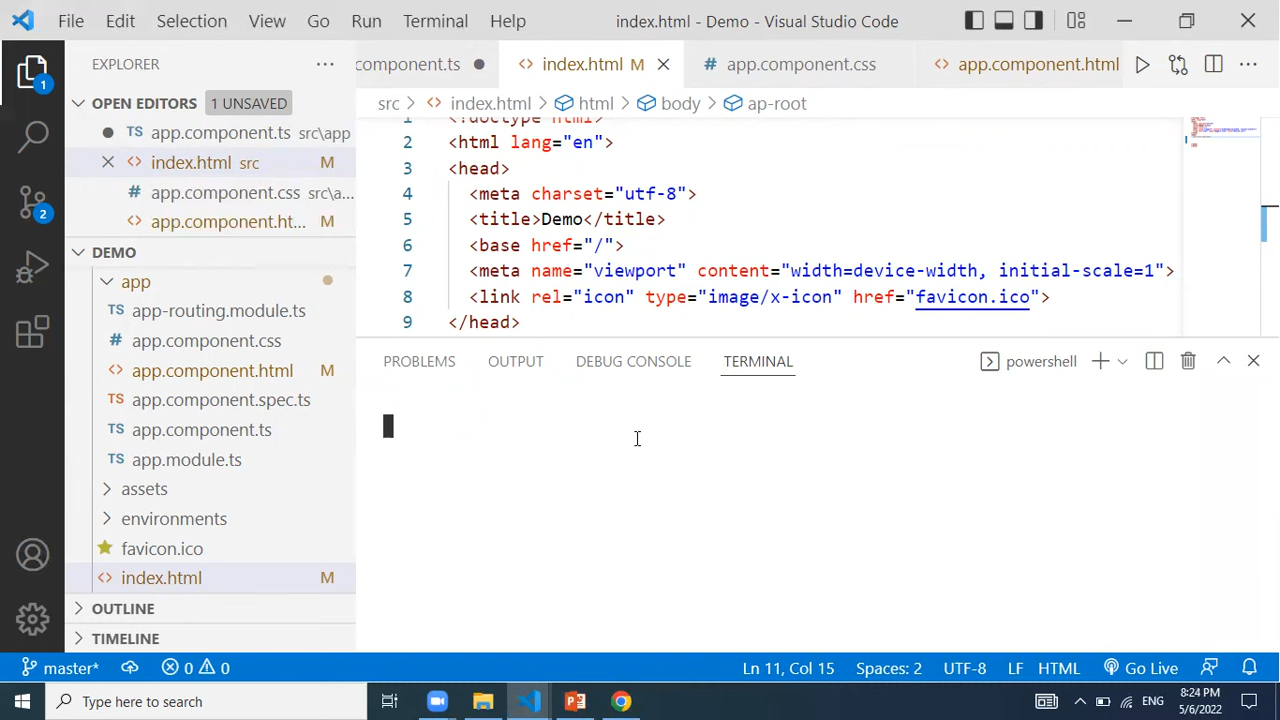 File Edit Selection View Go Run Terminal Help index.html - Demo - Visual Studio Code
EXPLORER
OPEN EDITORS 1 UNSAVED
TS app.component.ts src\app
index.html src M
# app.component.css src\a...
app.component.ht... M
DEMO
app
app-routing.module.ts
# app.component.css
app.component.html M
app.component.spec.ts
TS app.component.ts
TS app.module.ts
assets
environments
favicon.ico
index.html M
OUTLINE
TIMELINE
1
2
component.ts
index.html M
# app.component.css
app.component.html
src > index.html > html > body > ap-root
1 <!doctype html>
2 <html lang="en">
3 <head>
4 <meta charset="utf-8">
5 <title>Demo</title>
6 <base href="/">
7 <meta name="viewport" content="width=device-width, initial-scale=1">
8 <link rel="icon" type="image/x-icon" href="favicon.ico">
9 </head>
PROBLEMS OUTPUT DEBUG CONSOLE TERMINAL powershell
master* 0 0 Ln 11, Col 15 Spaces: 2 UTF-8 LF HTML Go Live
Type here to search
ENG
8:24 PM
5/6/2022